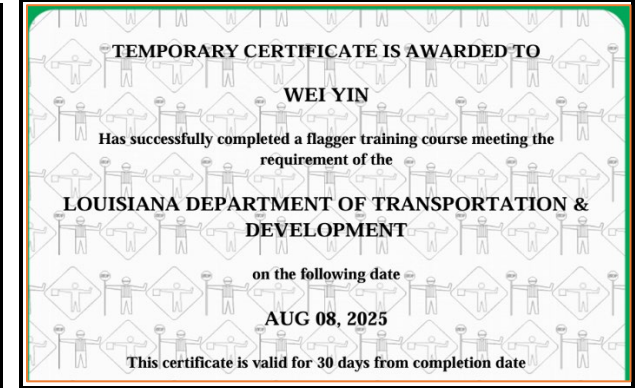 TEMPORARY CERTIFICATE IS AWARDED TO
WEI YIN
Has successfully completed a flagger training course meeting the
requirement of the
LOUISIANA DEPARTMENT OF TRANSPORTATION &
DEVELOPMENT
on the following date
AUG 08, 2025
This certificate is valid for 30 days from completion date